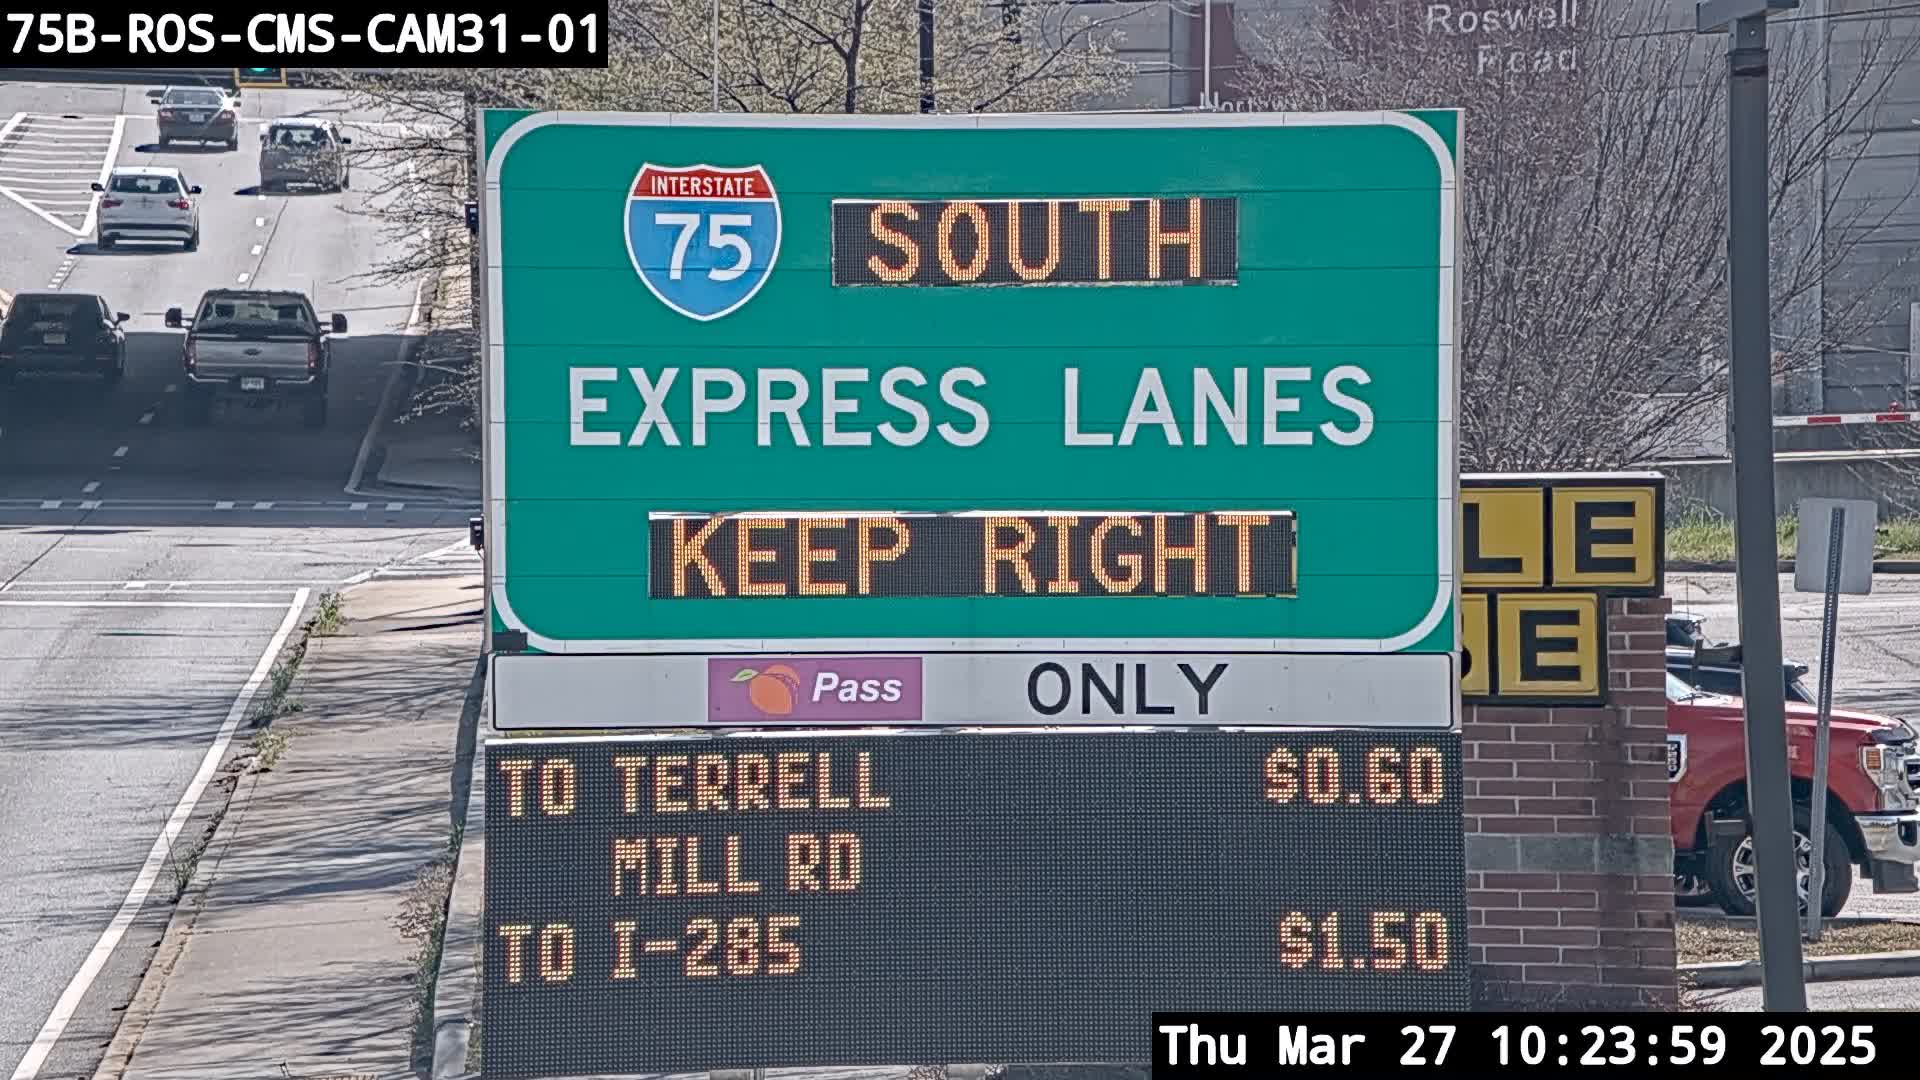 75B-ROS-CMS-CAM31-01
Roswell
Road
INTERSTATE
75
SOUTH
EXPRESS LANES
KEEP RIGHT
LE
E
Pass ONLY
TO TERRELL $0.60
MILL RD
TO I-285 $1.50
Thu Mar 27 10:23:59 2025